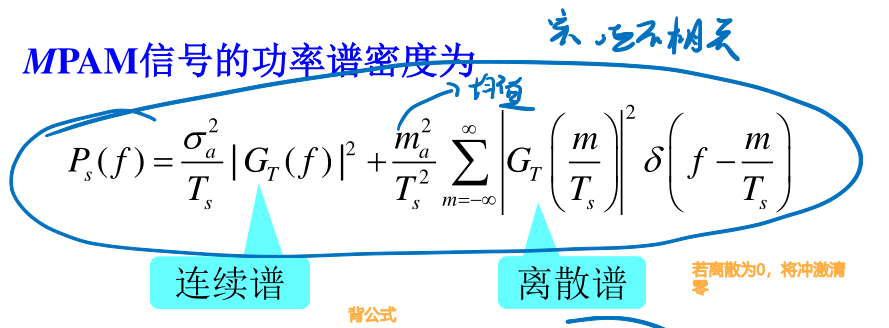 实,互不相关
MPAM信号的功率谱密度为
均值
P_s(f) = \frac{\sigma_a^2}{T_s} |G_T(f)|^2 + \frac{m_a^2}{T_s^2} \sum_{m=-\infty}^{\infty} \left| G_T\left(\frac{m}{T_s}\right) \right|^2 \delta\left(f - \frac{m}{T_s}\right)
连续谱
离散谱
若离散为0，将冲激清
零
背公式